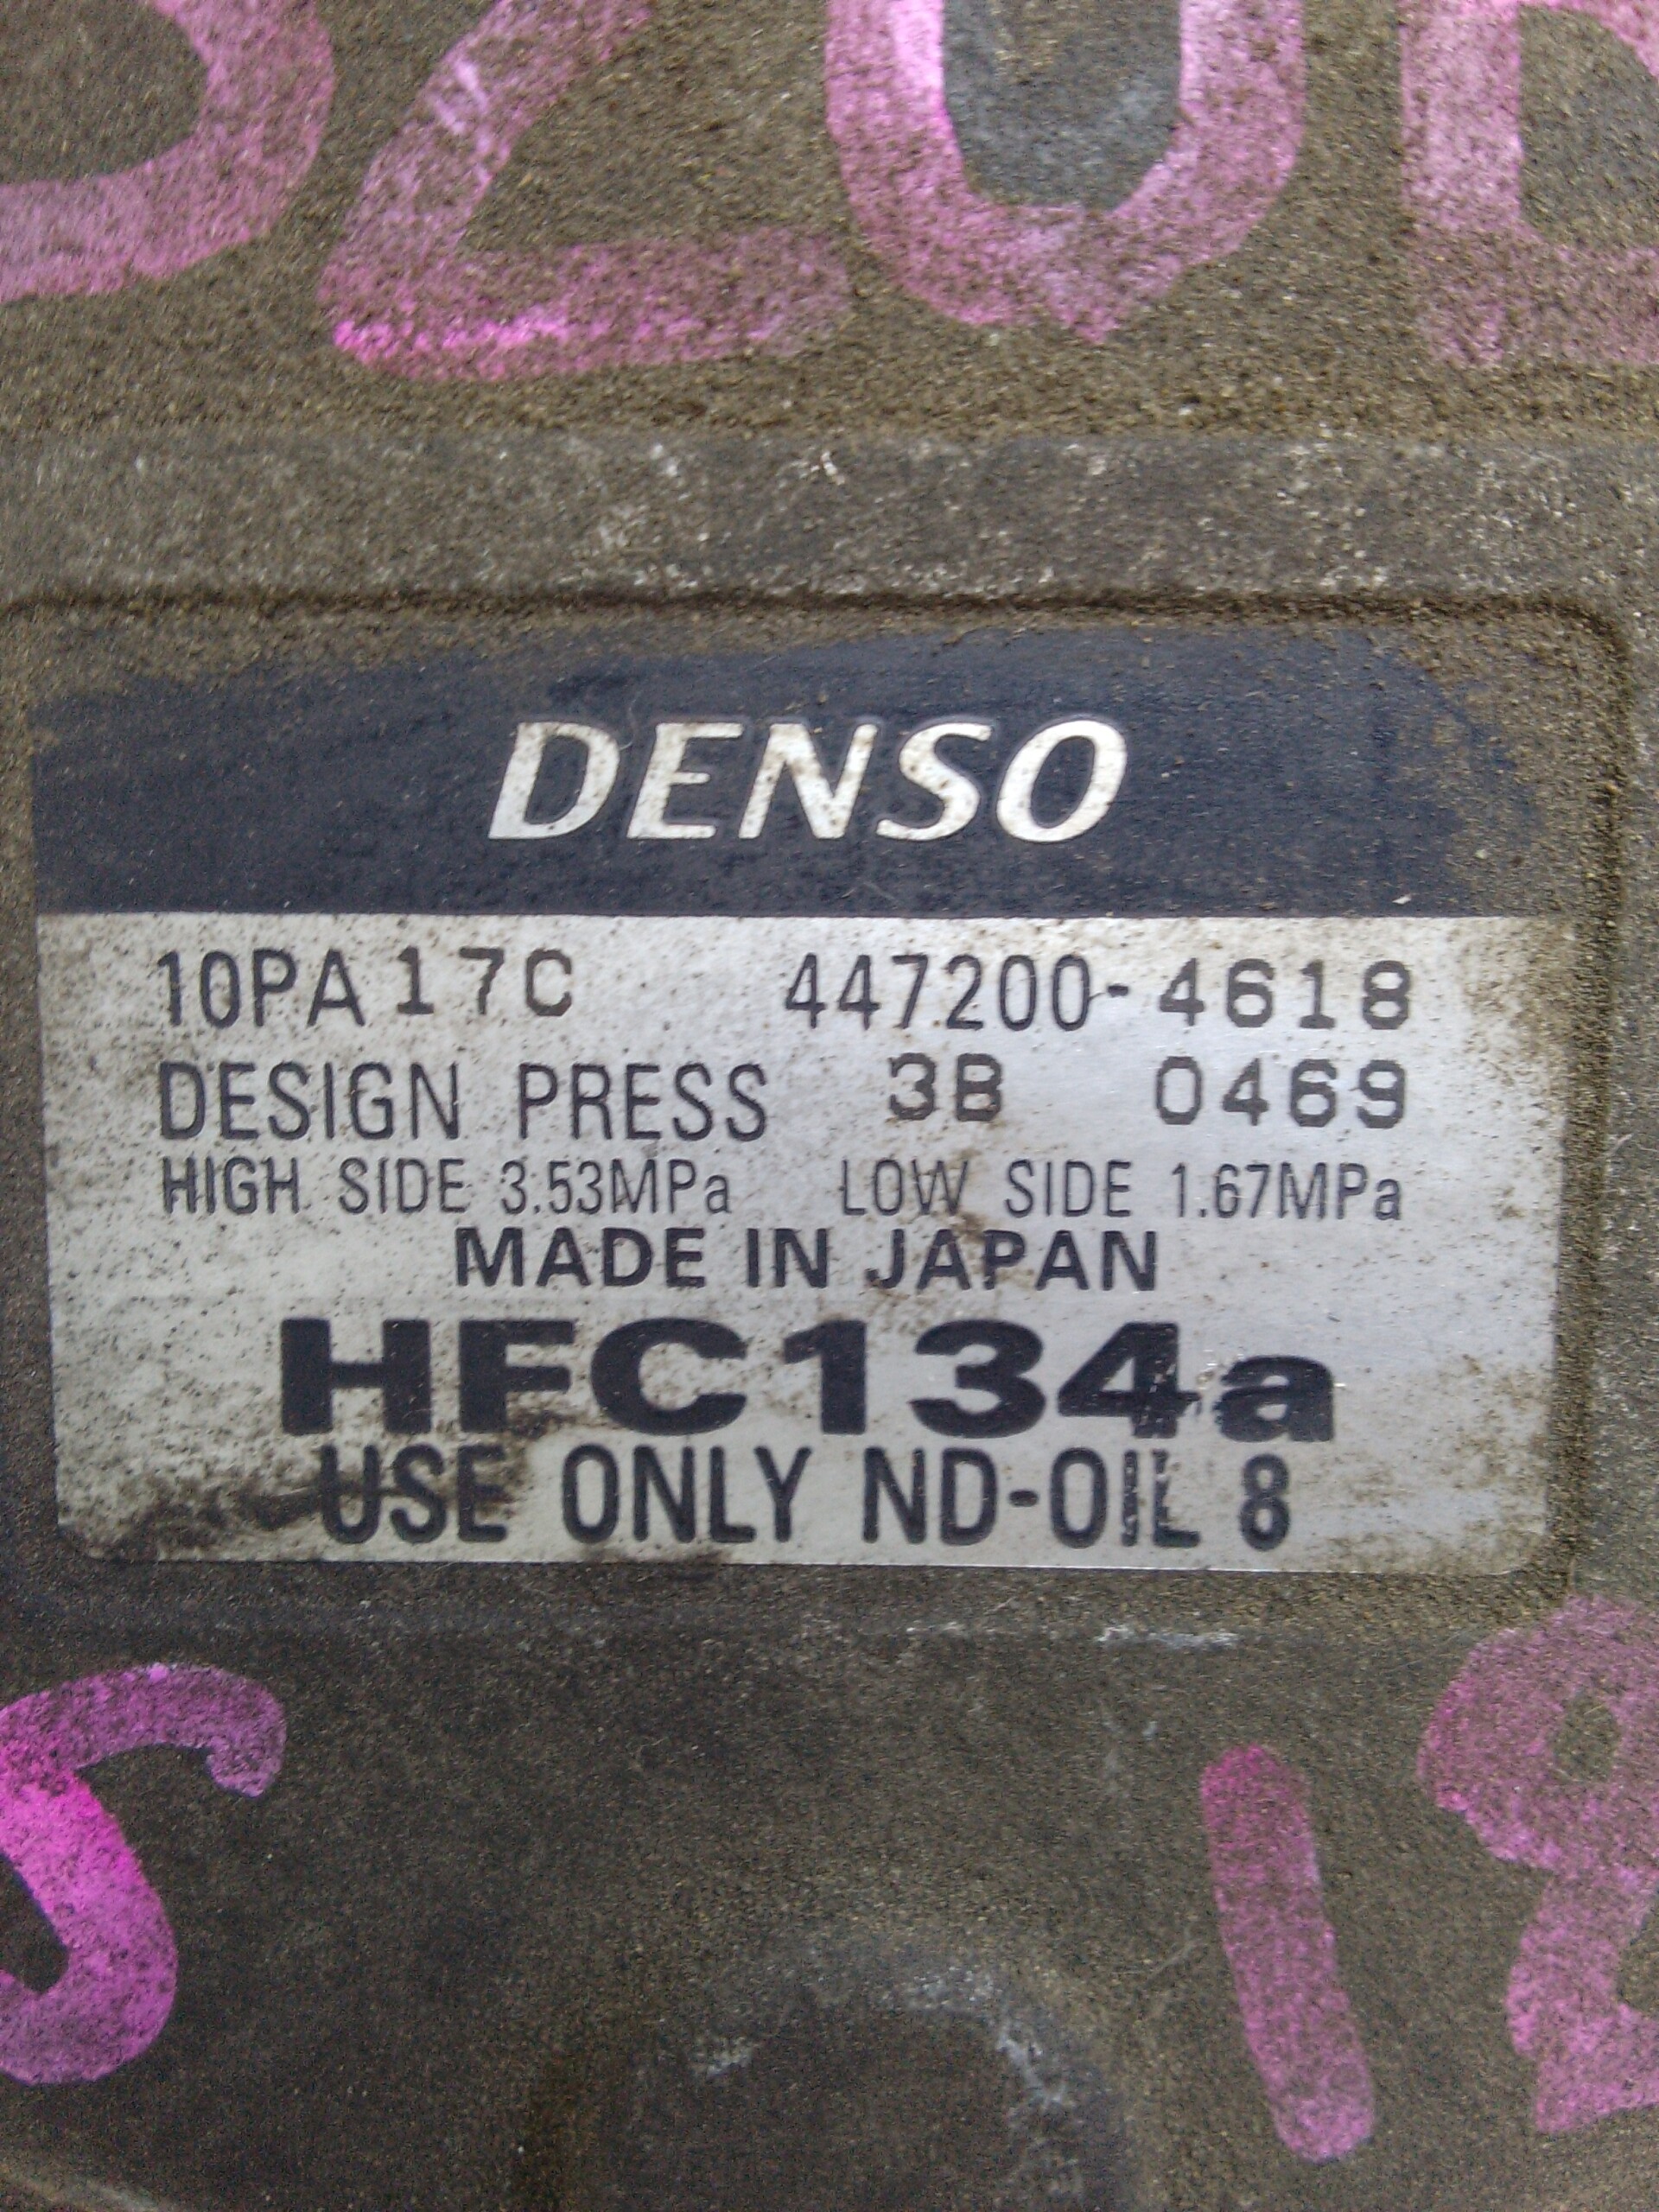 DENSO
10PA17C 447200-4618
DESIGN PRESS 3B 0469
HIGH SIDE 3.53MPa LOW SIDE 1.67MPa
MADE IN JAPAN
HFC134a
USE ONLY ND-OIL 8